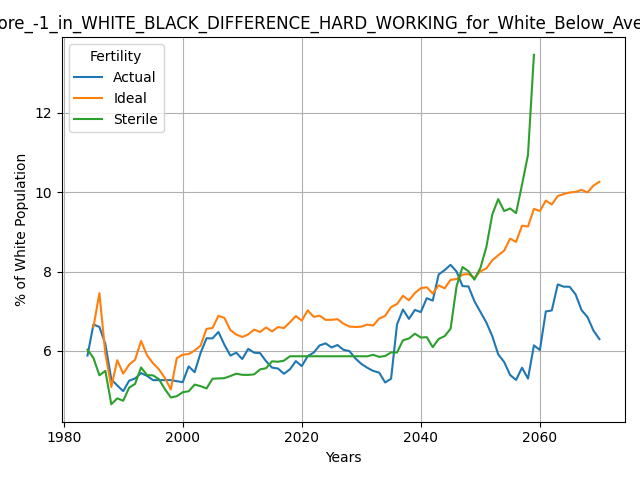 ore_-1_in_WHITE_BLACK_DIFFERENCE_HARD_WORKING_for_White_Below_Ave
Fertility
Actual
Ideal
Sterile
% of White Population
12
10
8
6
1980 2000 2020 2040 2060
Years